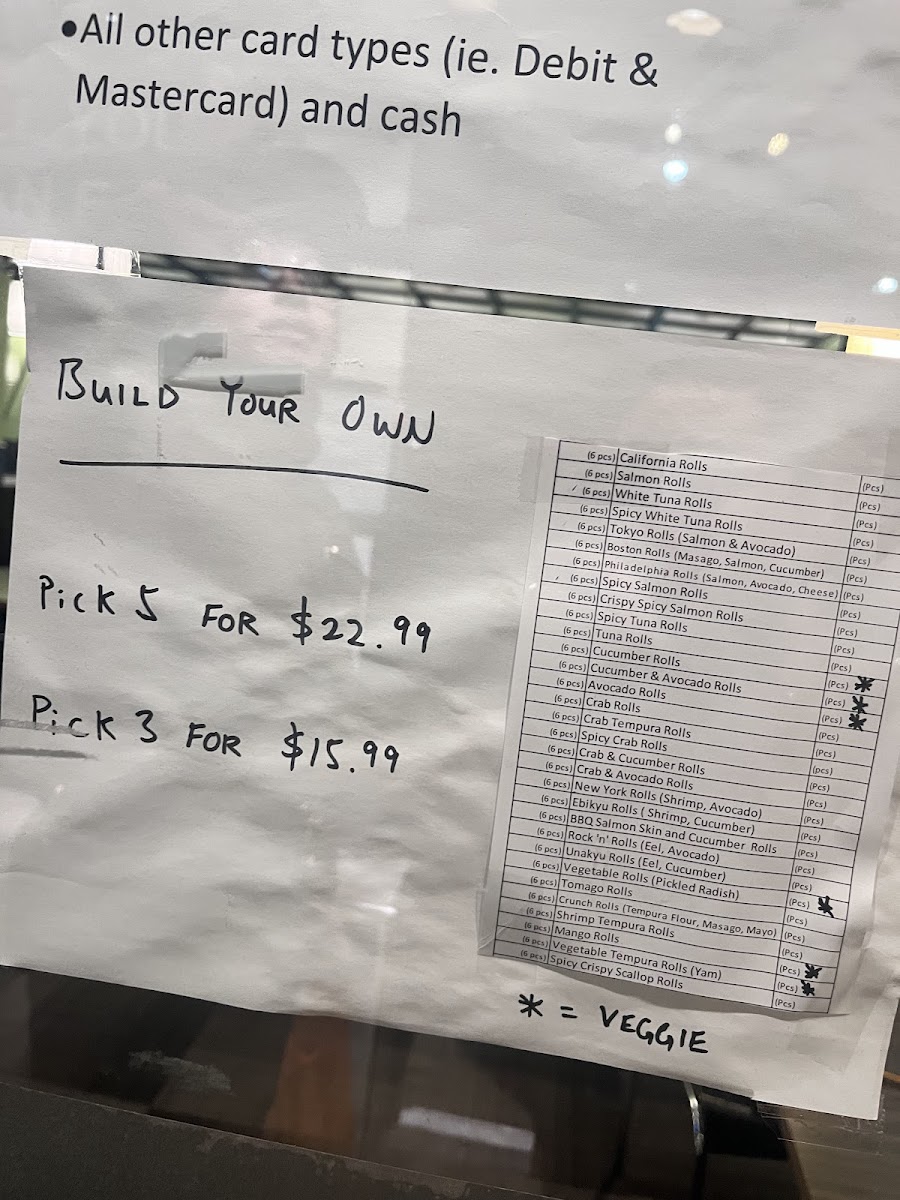 •All other card types (ie. Debit &
Mastercard) and cash
BUILD YOUR OWN
PICK 5 FOR $22.99
PICK 3 FOR $15.99
(6 pcs) California Rolls (Pcs)
(6 pcs) Salmon Rolls (Pcs)
(6 pcs) White Tuna Rolls (Pcs)
(6 pcs) Spicy White Tuna Rolls (Pcs)
(6 pcs) Tokyo Rolls (Salmon & Avocado) (Pcs)
(6 pcs) Boston Rolls (Masago, Salmon, Cucumber) (Pcs)
(6 pcs) Philadelphia Rolls (Salmon, Avocado, Cheese) (Pcs)
(6 pcs) Spicy Salmon Rolls (Pcs)
(6 pcs) Crispy Spicy Salmon Rolls (Pcs)
(6 pcs) Spicy Tuna Rolls (Pcs)
(6 pcs) Tuna Rolls (Pcs)
(6 pcs) Cucumber Rolls (Pcs) *
(6 pcs) Cucumber & Avocado Rolls (Pcs) *
(6 pcs) Avocado Rolls (Pcs) *
(6 pcs) Crab Rolls (Pcs)
(6 pcs) Crab Tempura Rolls (Pcs)
(6 pcs) Spicy Crab Rolls (pcs)
(6 pcs) Crab & Cucumber Rolls (Pcs)
(6 pcs) Crab & Avocado Rolls (Pcs)
(6 pcs) New York Rolls (Shrimp, Avocado) (Pcs)
(6 pcs) Ebikyu Rolls ( Shrimp, Cucumber) (Pcs)
(6 pcs) BBQ Salmon Skin and Cucumber Rolls (Pcs)
(6 pcs) Rock 'n' Rolls (Eel, Avocado) (Pcs)
(6 pcs) Unakyu Rolls (Eel, Cucumber) (Pcs)
(6 pcs) Vegetable Rolls (Pickled Radish) (Pcs) *
(6 pcs) Tomago Rolls (Pcs)
(6 pcs) Crunch Rolls (Tempura Flour, Masago, Mayo) (Pcs)
(6 pcs) Shrimp Tempura Rolls (Pcs)
(6 pcs) Mango Rolls (Pcs) *
(6 pcs) Vegetable Tempura Rolls (Yam) (Pcs) *
(6 pcs) Spicy Crispy Scallop Rolls (Pcs)
* = VEGGIE